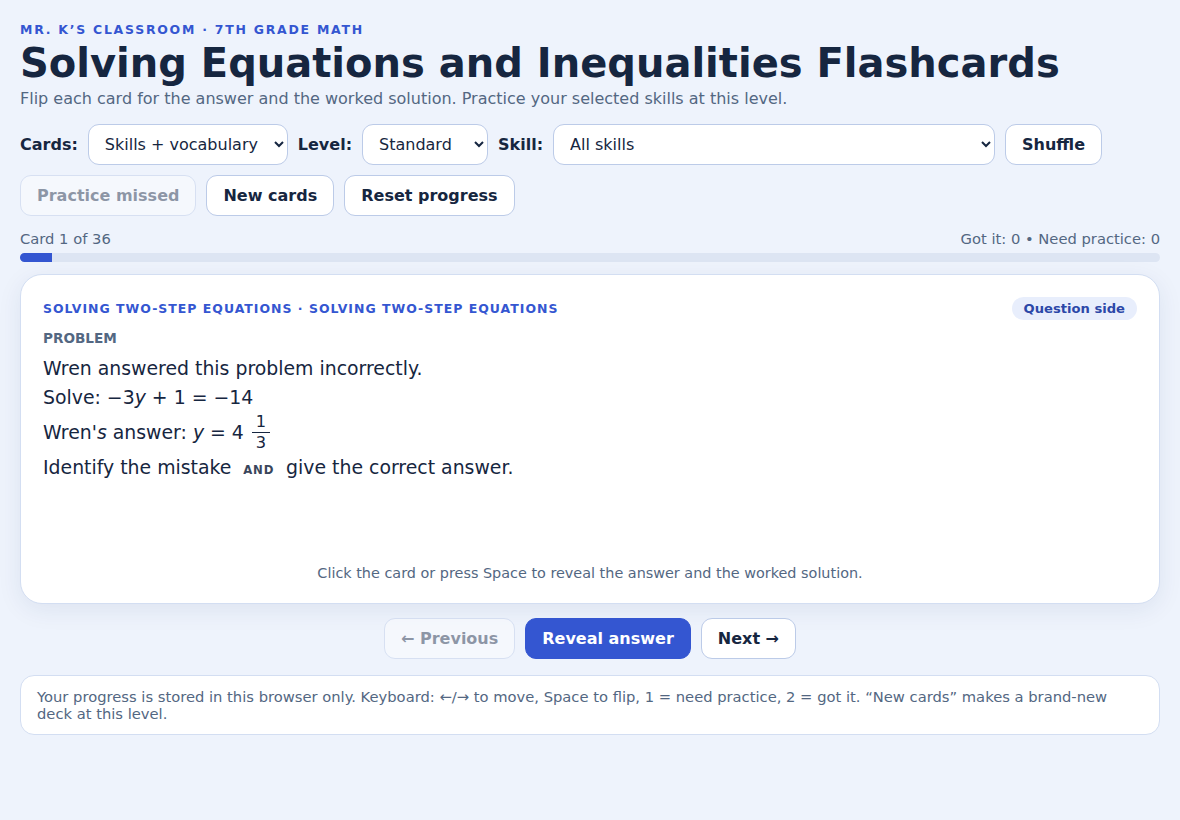 MR. K’S CLASSROOM · 7TH GRADE MATH
Solving Equations and Inequalities Flashcards
Flip each card for the answer and the worked solution. Practice your selected skills at this level.
Cards: Skills + vocabulary Level: Standard Skill: All skills Shuffle
Practice missed New cards Reset progress
Card 1 of 36 Got it: 0 • Need practice: 0
SOLVING TWO-STEP EQUATIONS · SOLVING TWO-STEP EQUATIONS Question side
PROBLEM
Wren answered this problem incorrectly.
Solve: −3y + 1 = −14
Wren's answer: y = 4 1/3
Identify the mistake AND give the correct answer.
Click the card or press Space to reveal the answer and the worked solution.
← Previous Reveal answer Next →
Your progress is stored in this browser only. Keyboard: ←/→ to move, Space to flip, 1 = need practice, 2 = got it. “New cards” makes a brand-new
deck at this level.